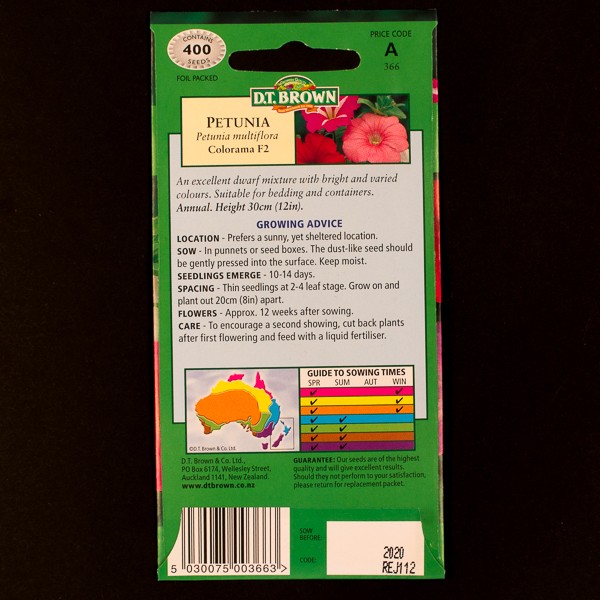 CONTAINS
400
SEEDS
FOIL PACKED
PRICE CODE
A
366
D.T. BROWN
PETUNIA
Petunia multiflora
Colorama F2
An excellent dwarf mixture with bright and varied
colours. Suitable for bedding and containers.
Annual. Height 30cm (12in).
GROWING ADVICE
LOCATION - Prefers a sunny, yet sheltered location.
SOW - In punnets or seed boxes. The dust-like seed should
be gently pressed into the surface. Keep moist.
SEEDLINGS EMERGE - 10-14 days.
SPACING - Thin seedlings at 2-4 leaf stage. Grow on and
plant out 20cm (8in) apart.
FLOWERS - Approx. 12 weeks after sowing.
CARE - To encourage a second showing, cut back plants
after first flowering and feed with a liquid fertiliser.
©D.T. Brown & Co. Ltd
GUIDE TO SOWING TIMES
SPR SUM AUT WIN
D.T. Brown & Co. Ltd.,
PO Box 6174, Wellesley Street,
Auckland 1141, New Zealand.
www.dtbrown.co.nz
GUARANTEE: Our seeds are of the highest
quality and will give excellent results.
Should they not perform to your satisfaction,
please return for replacement packet.
5 030075 003663 >
SOW
BEFORE:
CODE:
2020
REJ112